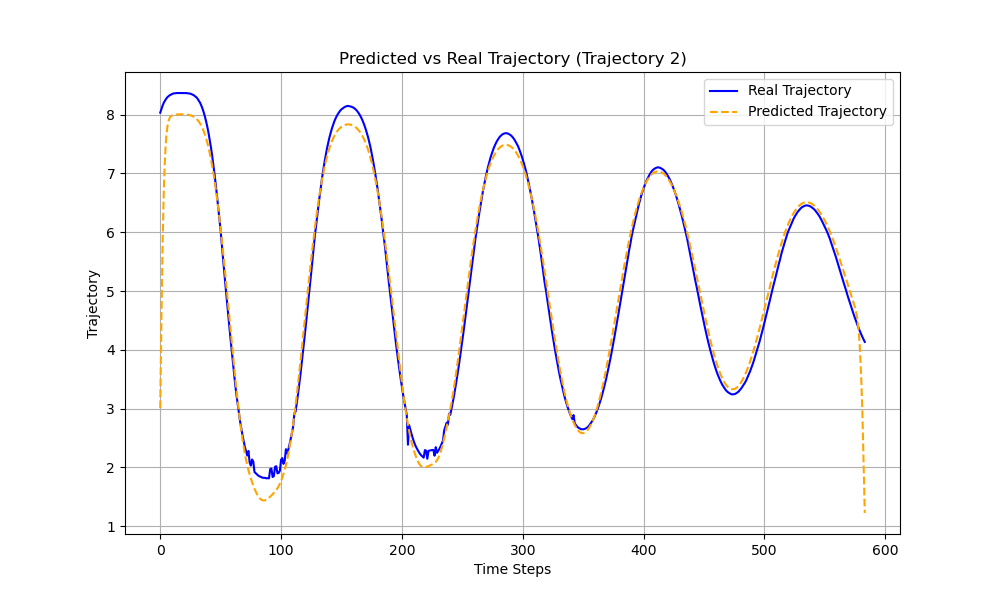 Predicted vs Real Trajectory (Trajectory 2)
Real Trajectory
Predicted Trajectory
Trajectory
8
7
6
5
4
3
2
1
0 100 200 300 400 500 600
Time Steps